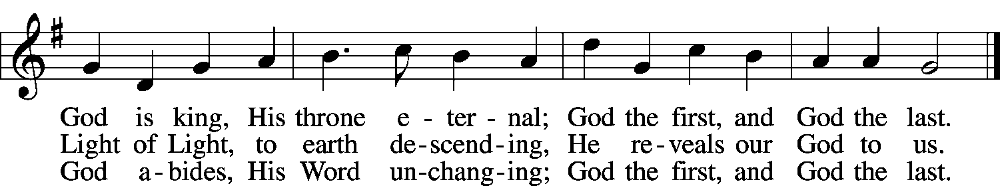 God is king, His throne e - ter - nal; God the first, and God the last.
Light of Light, to earth de - scend - ing, He re - veals our God to us.
God a - bides, His Word un - chang - ing; God the first, and God the last.